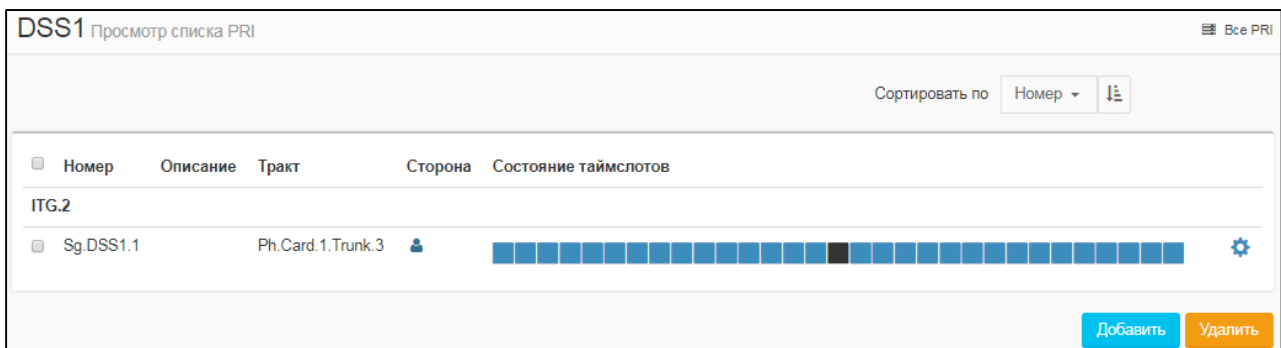 DSS1 Просмотр списка PRI
Все PRI
Сортировать по Номер
Номер Описание Тракт Сторона Состояние таймслотов
ITG.2
Sg.DSS1.1 Ph.Card.1.Trunk.3
Добавить Удалить